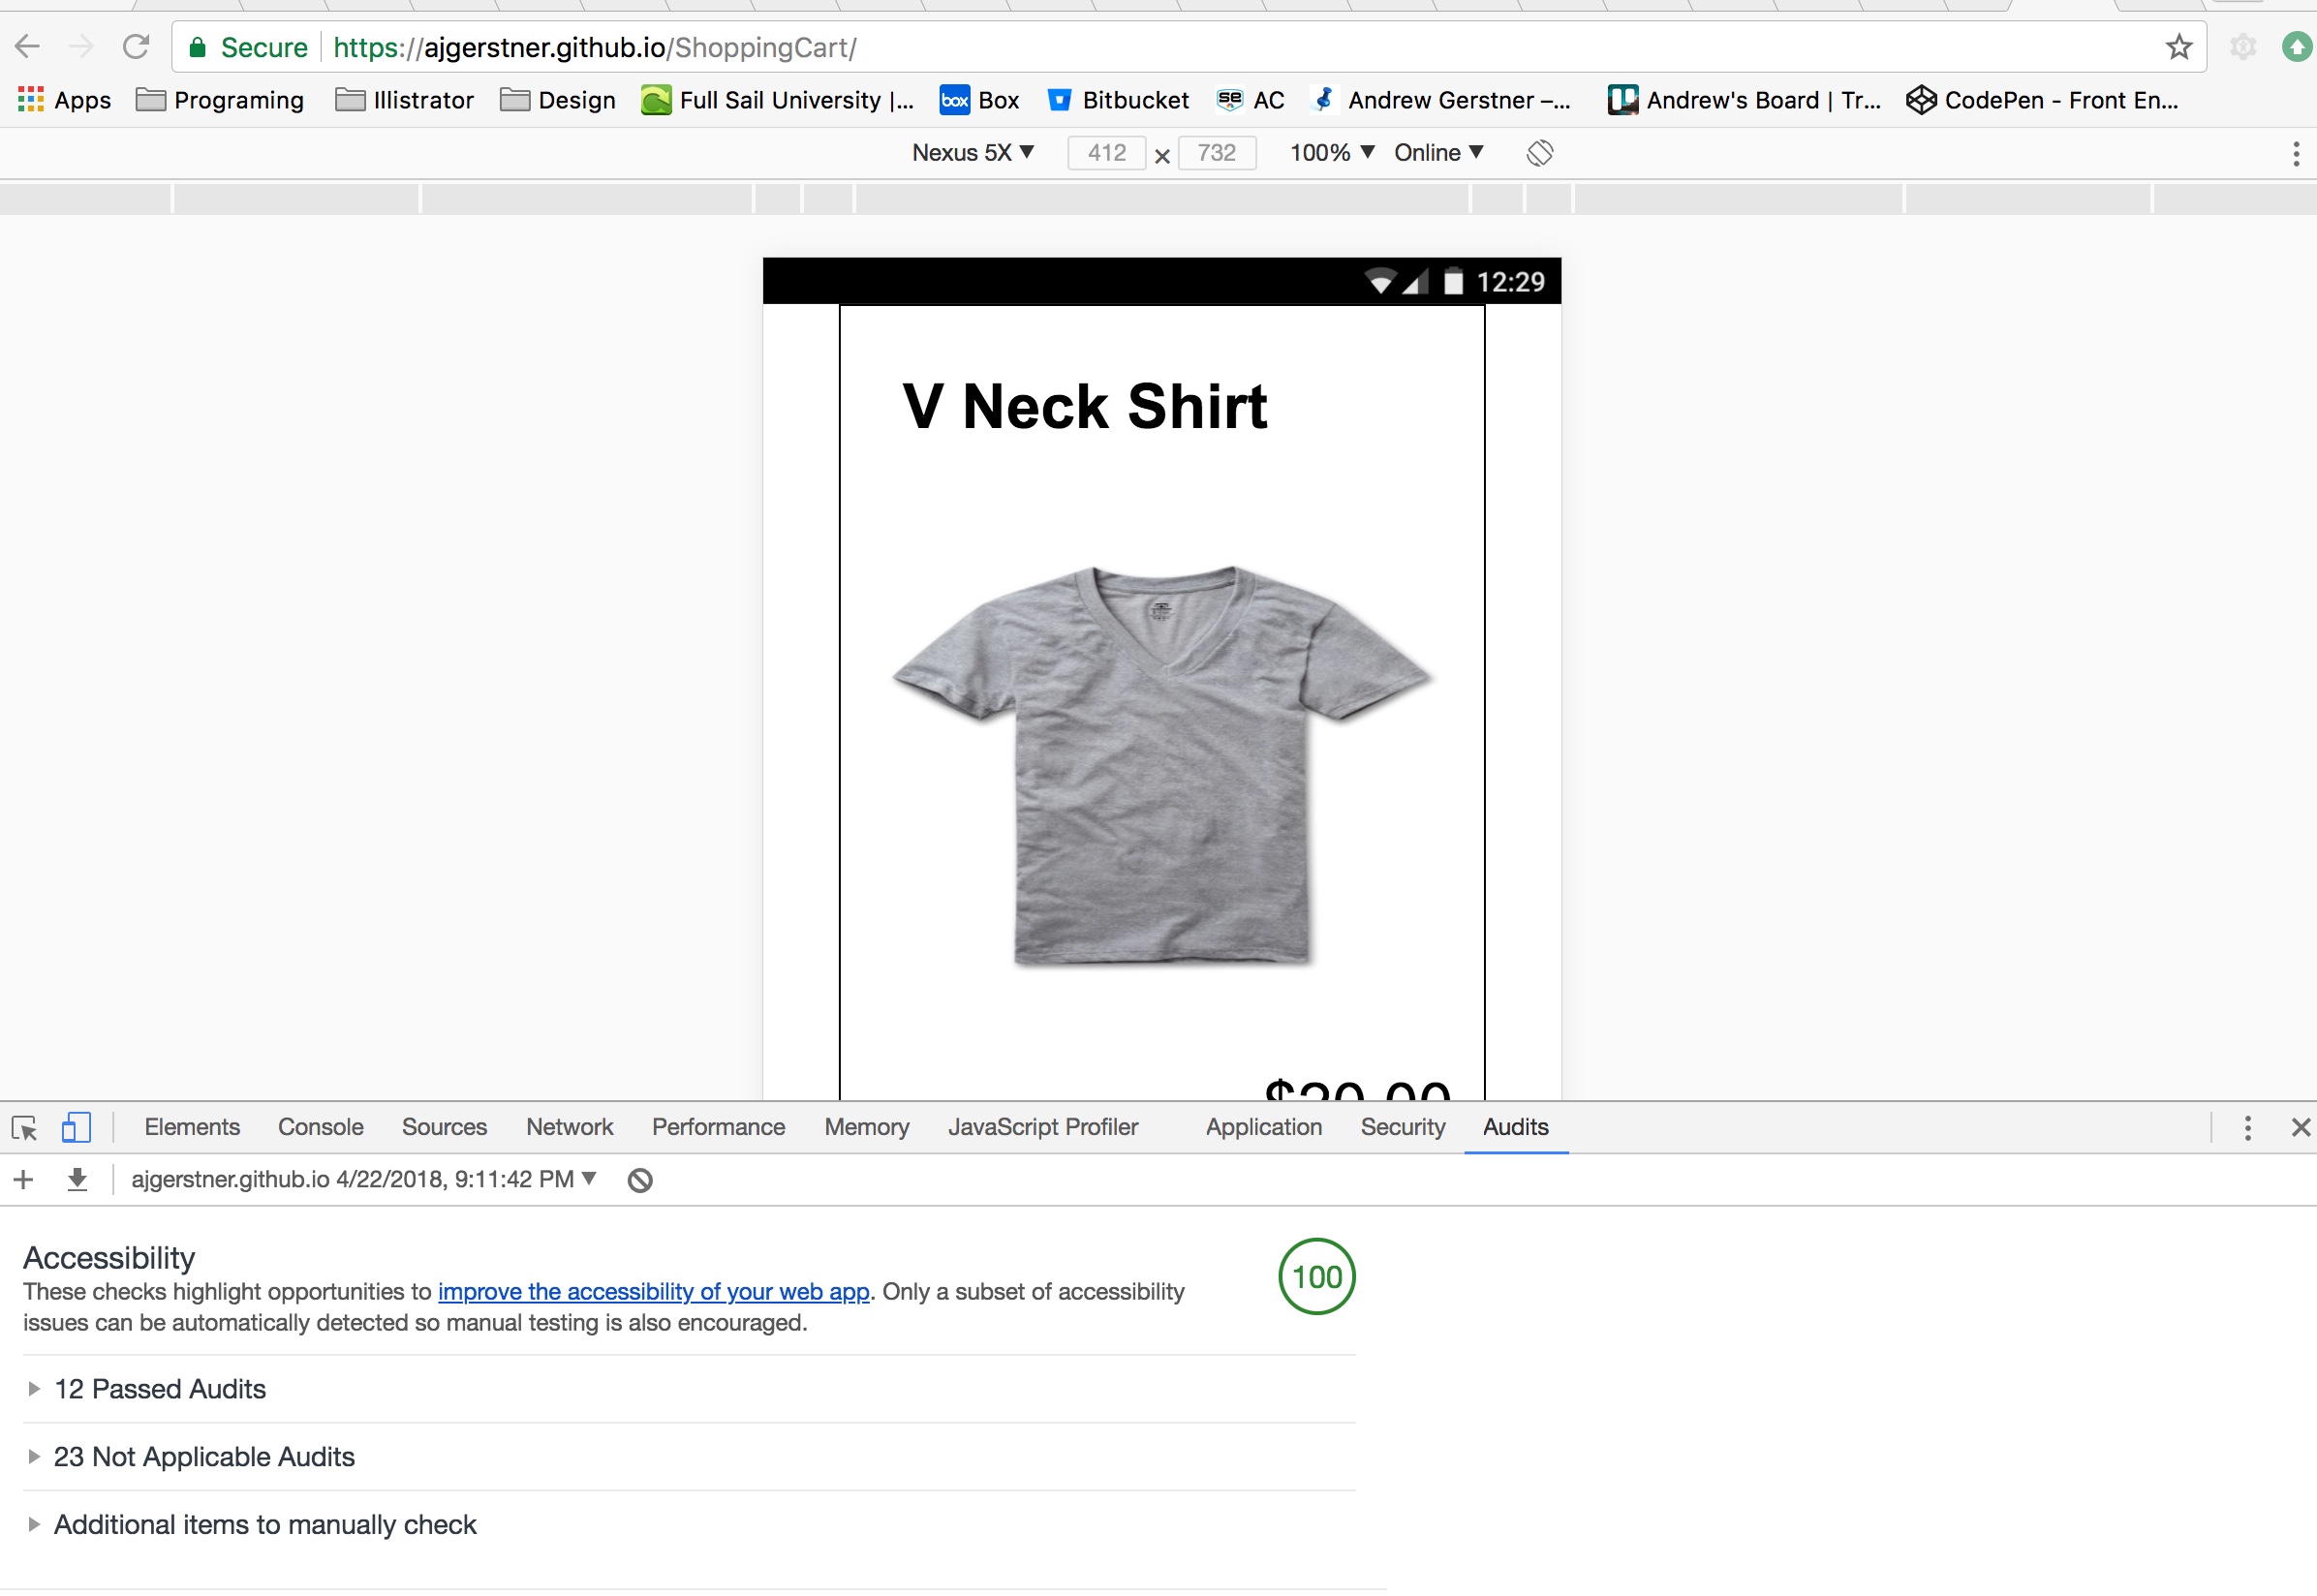 Secure https://ajgerstner.github.io/ShoppingCart/
Apps Programing Illistrator Design Full Sail University |... box Box Bitbucket SB AC Andrew Gerstner –... Andrew's Board | Tr... CodePen - Front En...
Nexus 5X 412 × 732 100% Online
12:29
V Neck Shirt
$20.00
Elements Console Sources Network Performance Memory JavaScript Profiler Application Security Audits
ajgerstner.github.io 4/22/2018, 9:11:42 PM
Accessibility
100
These checks highlight opportunities to improve the accessibility of your web app. Only a subset of accessibility
issues can be automatically detected so manual testing is also encouraged.
12 Passed Audits
23 Not Applicable Audits
Additional items to manually check